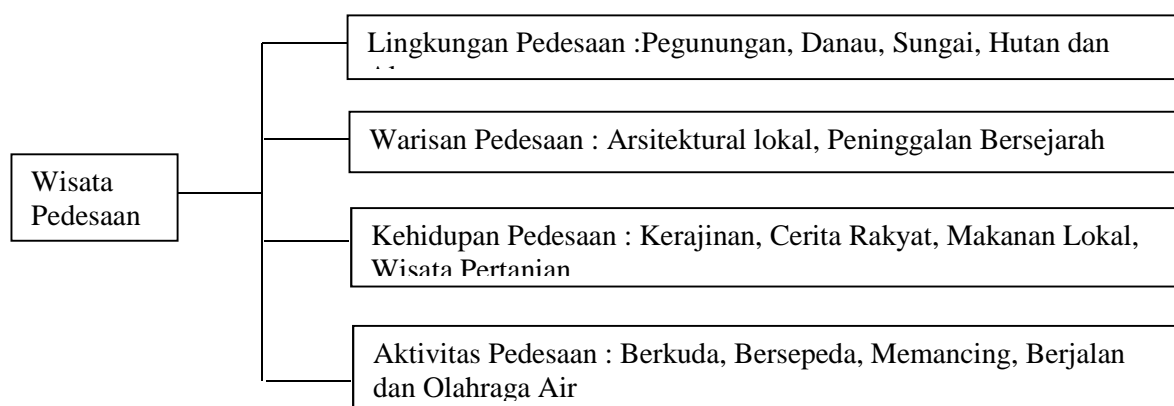 Lingkungan Pedesaan :Pegunungan, Danau, Sungai, Hutan dan
Warisan Pedesaan : Arsitektural lokal, Peninggalan Bersejarah
Wisata
Pedesaan
Kehidupan Pedesaan : Kerajinan, Cerita Rakyat, Makanan Lokal,
Wisata Pertanian
Aktivitas Pedesaan : Berkuda, Bersepeda, Memancing, Berjalan
dan Olahraga Air